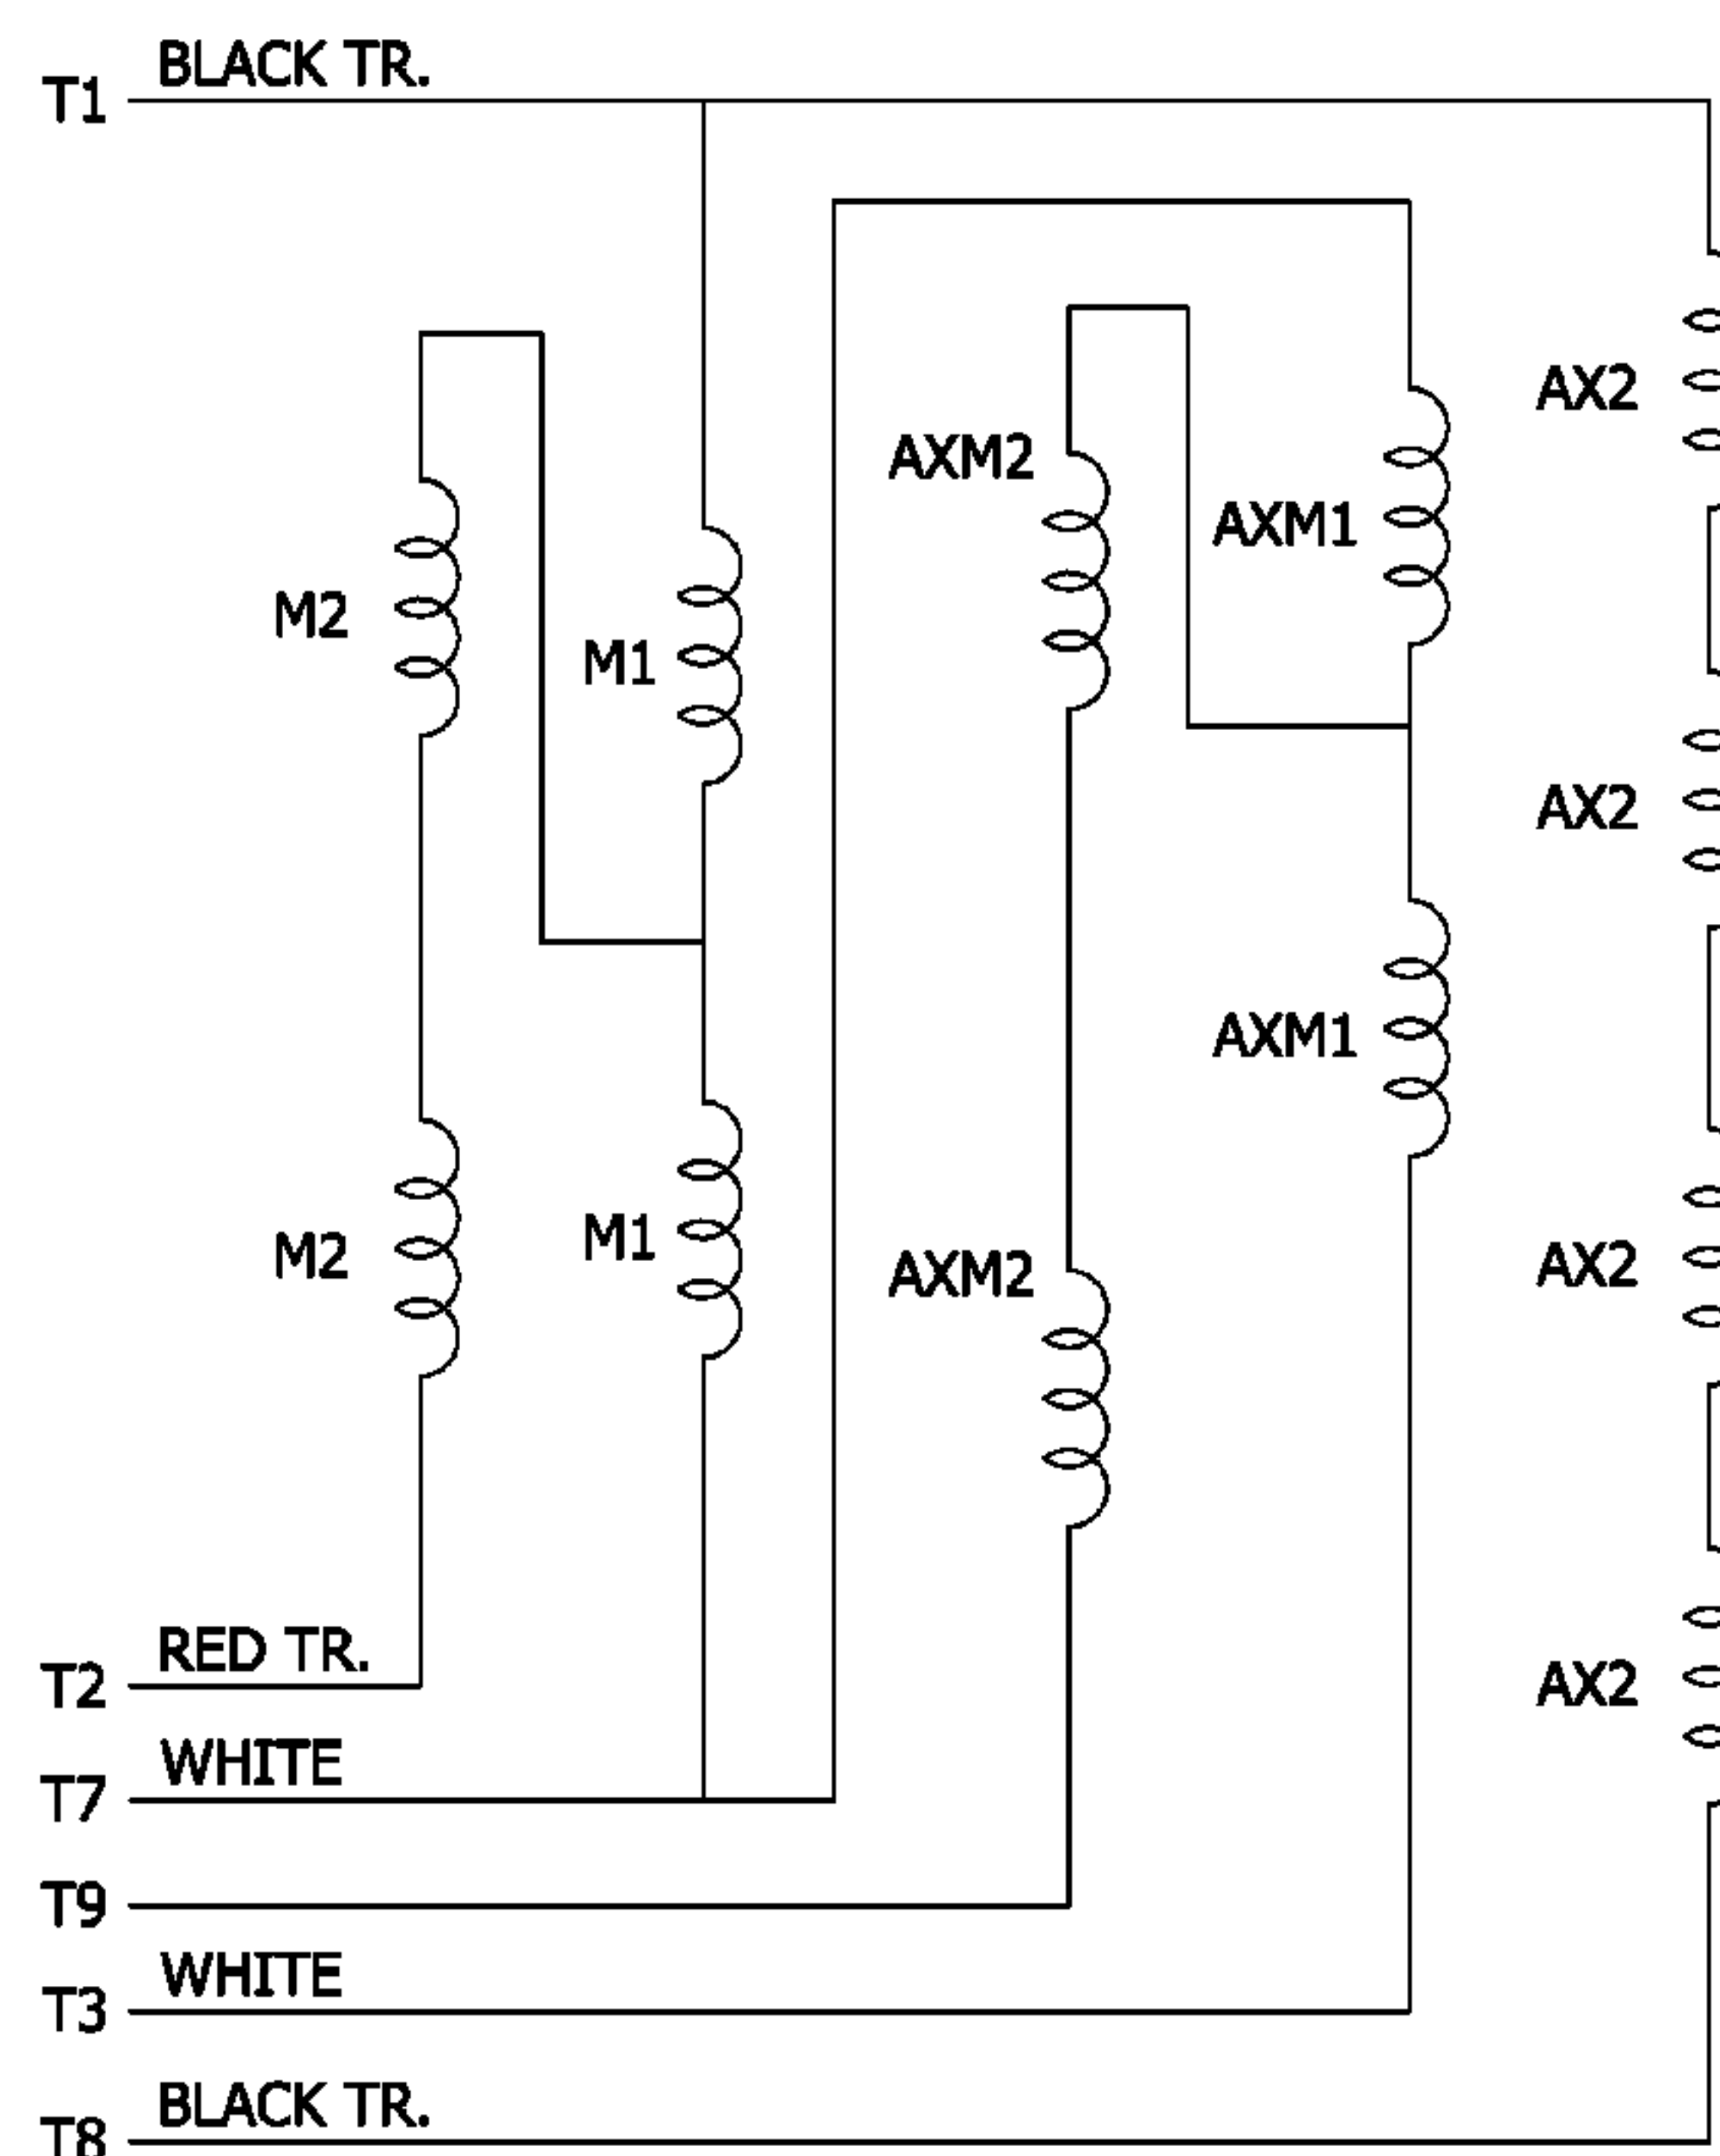 BLACK TR.
T1
AX2
AXM2
AXM1
M2
M1
AX2
AXM1
M1
M2
AXM2
AX2
RED TR.
T2
AX2
WHITE
T7
T9
WHITE
T3
BLACK TR.
T8